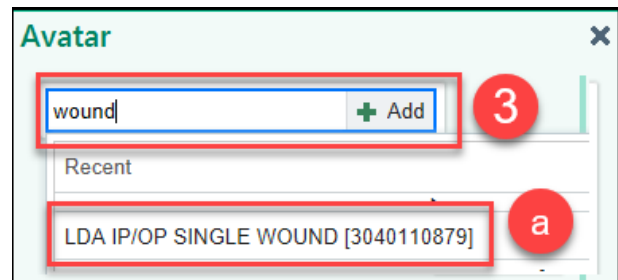 Avatar
wound + Add
3
Recent
LDA IP/OP SINGLE WOUND [3040110879]
a